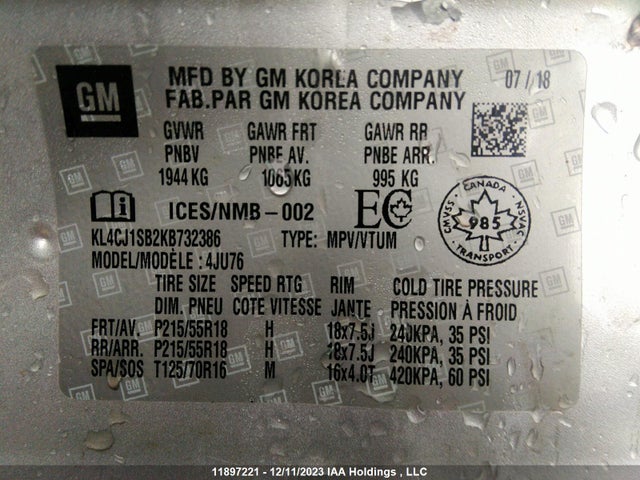 GM
MFD BY GM KORLA COMPANY 07 / 18
FAB.PAR GM KOREA COMPANY
GVWR GAWR FRT GAWR RR
PNBV PNBE AV. PNBE ARR.
1944 KG 1065 KG 995 KG
ICES/NMB-002 EC
CANADA
CMVSS 985 NSVAC
TRANSPORT
KL4CJ1SB2KB732386 TYPE: MPV/VTUM
MODEL/MODÈLE : 4JU76
TIRE SIZE SPEED RTG RIM COLD TIRE PRESSURE
DIM. PNEU COTE VITESSE JANTE PRESSION À FROID
FRT/AV. P215/55R18 H 18x7.5J 240KPA, 35 PSI
RR/ARR. P215/55R18 H 18x7.5J 240KPA, 35 PSI
SPA/SOS T125/70R16 M 16x4.0T 420KPA, 60 PSI
11897221 - 12/11/2023 IAA Holdings , LLC